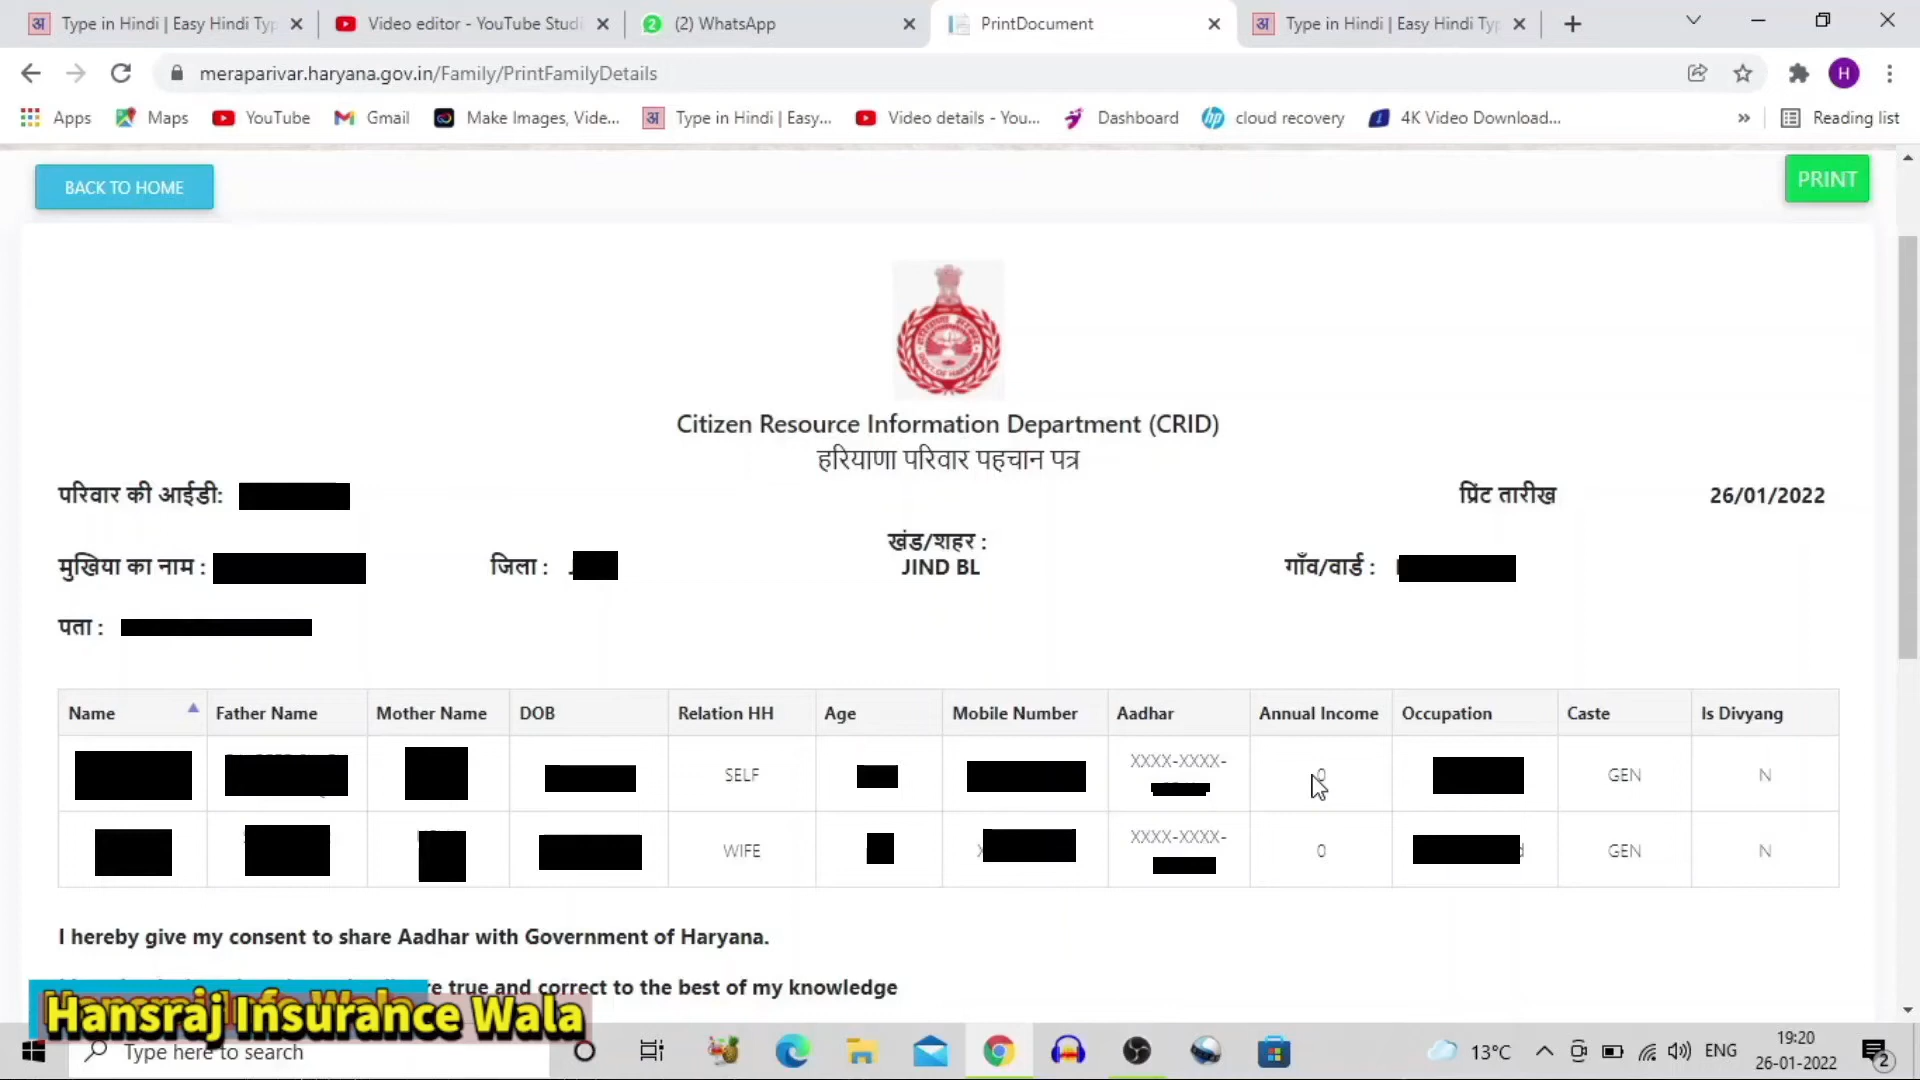 Type in Hindi | Easy Hindi Typ
Video editor - YouTube Studi
(2) WhatsApp
PrintDocument
Type in Hindi | Easy Hindi Typ
meraparivar.haryana.gov.in/Family/PrintFamilyDetails
H
Apps
Maps
YouTube
Gmail
Make Images, Vide...
Type in Hindi | Easy...
Video details - You...
Dashboard
cloud recovery
4K Video Download...
»
Reading list
BACK TO HOME
PRINT
Citizen Resource Information Department (CRID)
हरियाणा परिवार पहचान पत्र
परिवार की आईडी:
प्रिंट तारीख 26/01/2022
मुखिया का नाम :
जिला :
खंड/शहर :
JIND BL
गाँव/वार्ड :
पता :
Name Father Name Mother Name DOB Relation HH Age Mobile Number Aadhar Annual Income Occupation Caste Is Divyang
SELF XXXX-XXXX- 0 GEN N
WIFE XXXX-XXXX- 0 GEN N
I hereby give my consent to share Aadhar with Government of Haryana.
true and correct to the best of my knowledge
Hansraj Insurance Wala
Type here to search
13°C
ENG
19:20
26-01-2022
2